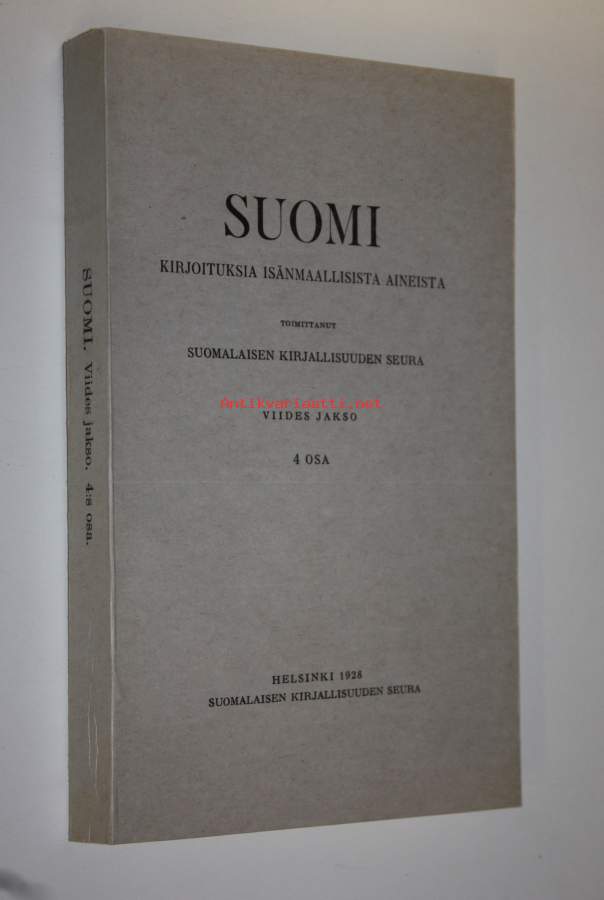 SUOMI
KIRJOITUKSIA ISÄNMAALLISISTA AINEISTA
TOIMITTANUT
SUOMALAISEN KIRJALLISUUDEN SEURA
Antikvariaatti.net
VIIDES JAKSO
4 OSA
HELSINKI 1928
SUOMALAISEN KIRJALLISUUDEN SEURA
SUOMI. Viides jakso. 4:s osa.